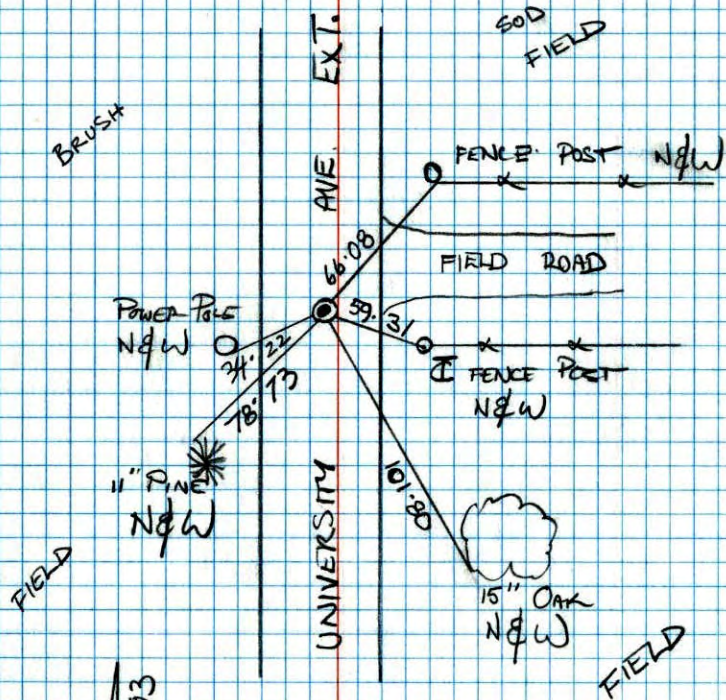 SOD
FIELD
BRUSH
UNIVERSITY AVE. EXT.
FENCE POST N&W
66.08
FIELD ROAD
POWER POLE
N&W
59.31
22
73
78.
FENCE POST
N&W
11" PINE
N&W
101.80
15" OAK
N&W
FIELD
FIELD